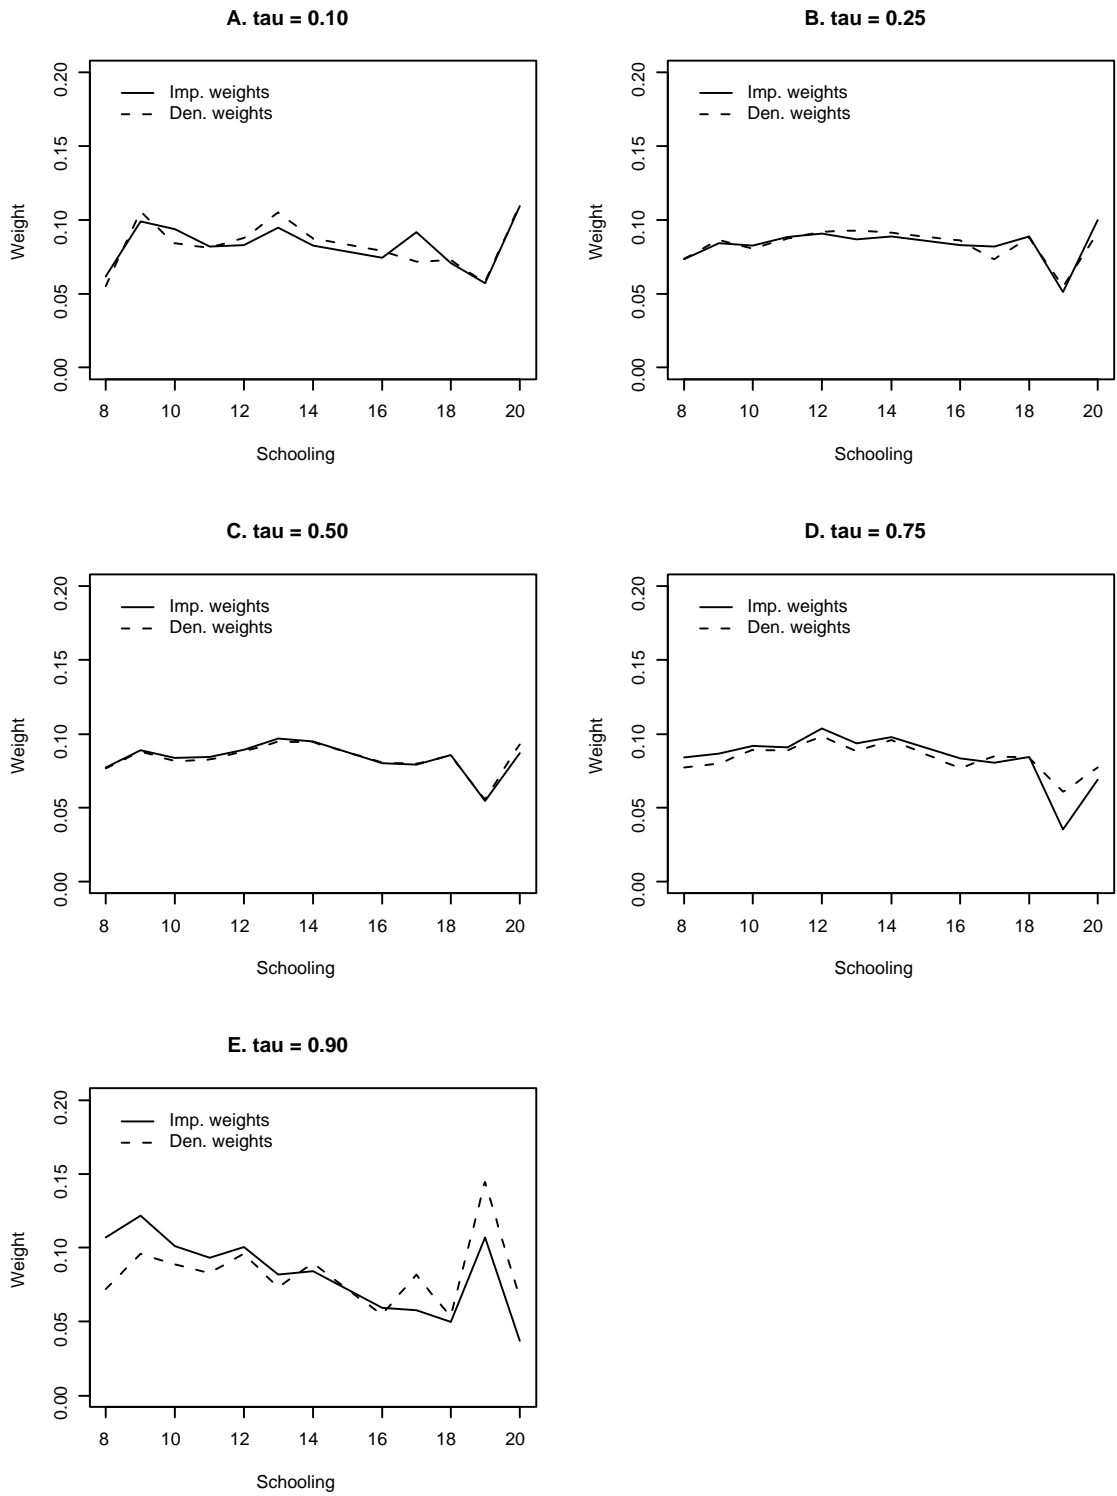 A. tau = 0.10
0.20
0.15
0.10
0.05
0.00
Weight
Imp. weights
Den. weights
8 10 12 14 16 18 20
Schooling
B. tau = 0.25
0.20
0.15
0.10
0.05
0.00
Weight
Imp. weights
Den. weights
8 10 12 14 16 18 20
Schooling
C. tau = 0.50
0.20
0.15
0.10
0.05
0.00
Weight
Imp. weights
Den. weights
8 10 12 14 16 18 20
Schooling
D. tau = 0.75
0.20
0.15
0.10
0.05
0.00
Weight
Imp. weights
Den. weights
8 10 12 14 16 18 20
Schooling
E. tau = 0.90
0.20
0.15
0.10
0.05
0.00
Weight
Imp. weights
Den. weights
8 10 12 14 16 18 20
Schooling